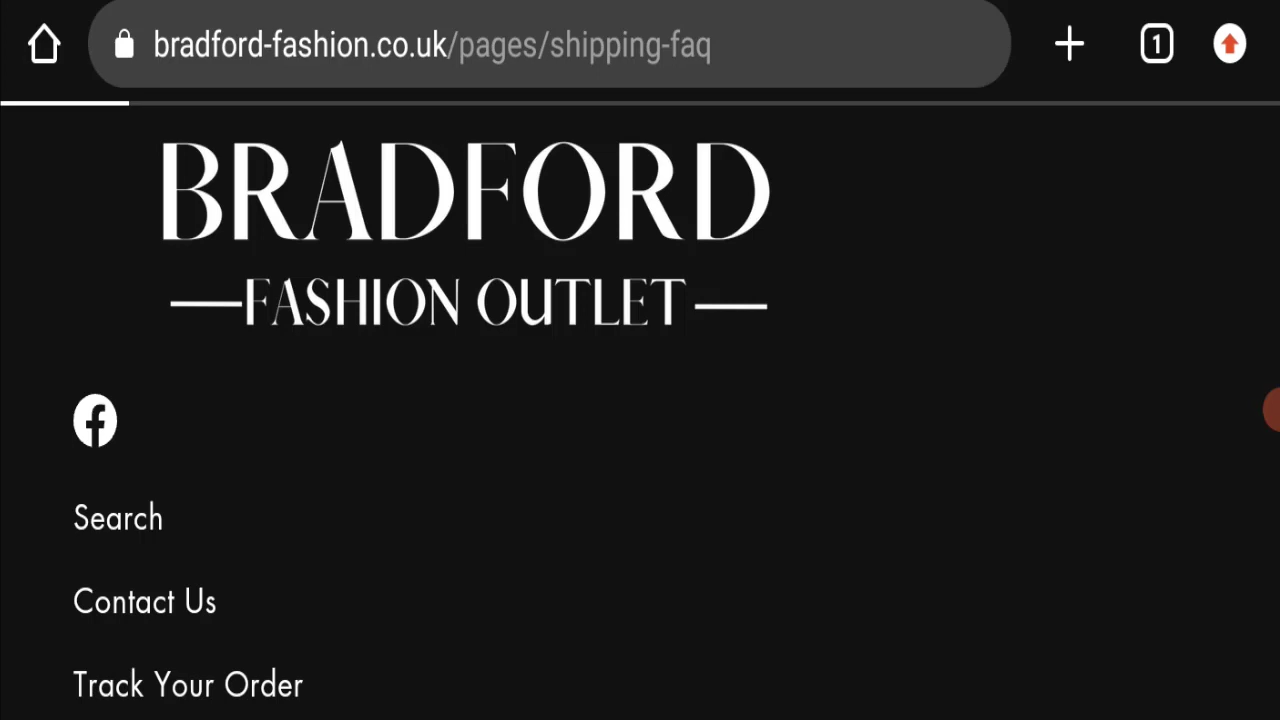 bradford-fashion.co.uk/pages/shipping-faq
1
BRADFORD
FASHION OUTLET
Search
Contact Us
Track Your Order